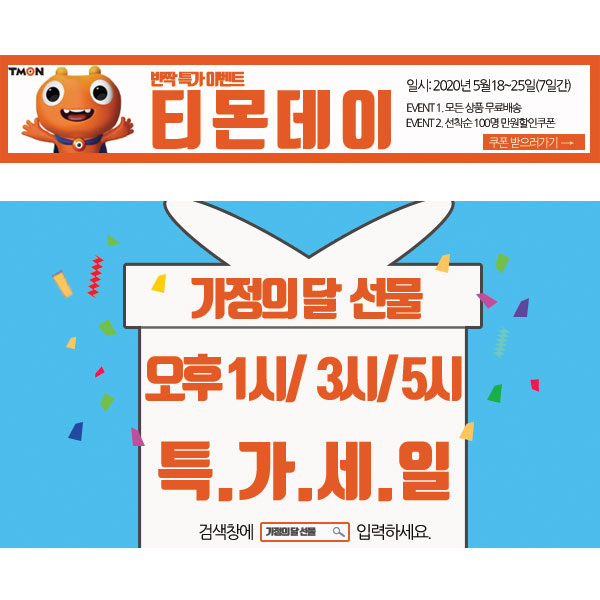 TMON
반짝 특가 이벤트
티몬데이
일시: 2020년 5월18~25일(7일간)
EVENT 1. 모든 상품 무료배송
EVENT 2. 선착순 100명 만원할인쿠폰
쿠폰 받으러가기 →
가정의 달 선물
오후 1시/ 3시/ 5시
특.가.세.일
검색창에 가정의 달 선물 입력하세요.